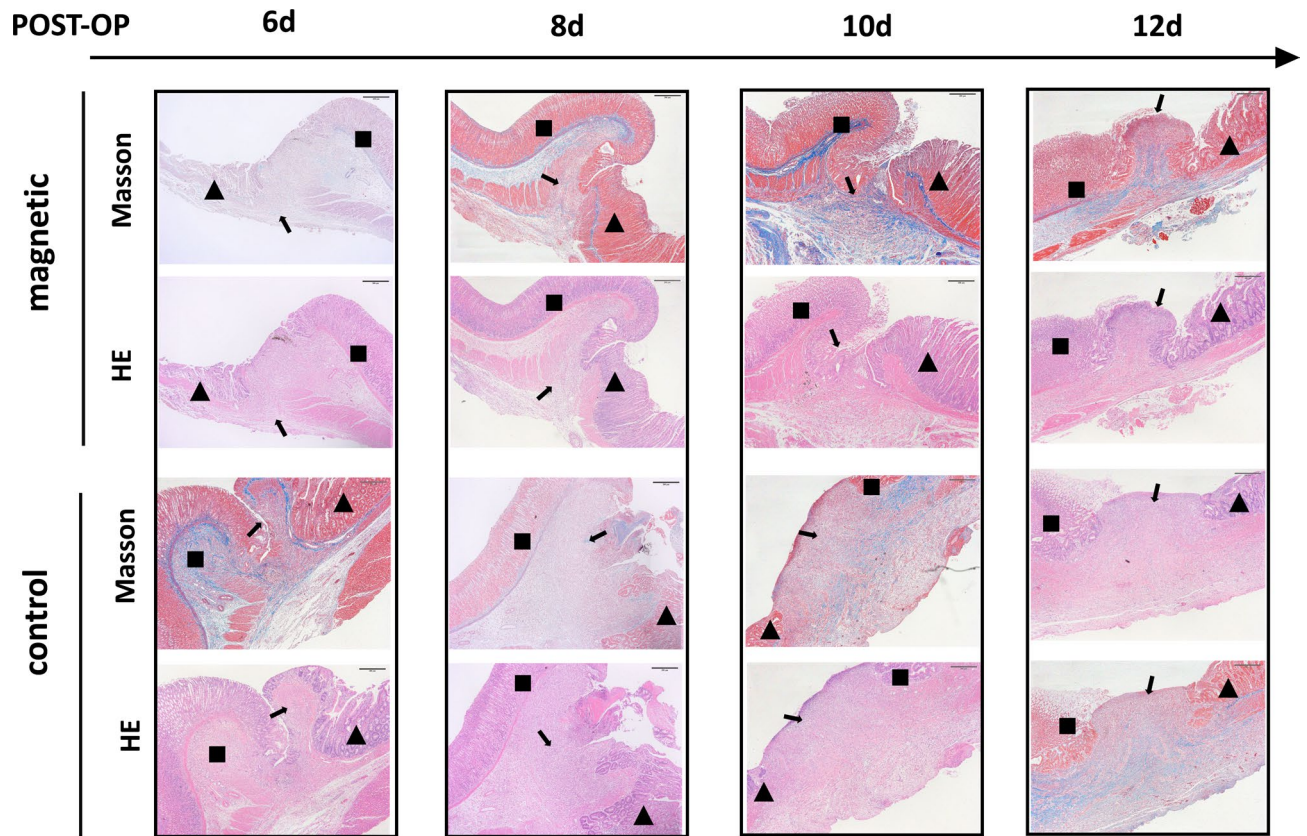 POST-OP 6d 8d 10d 12d
magnetic
Masson
HE
control
Masson
HE